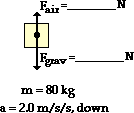 Fair = _________ N
Fgrav= _________ N
m = 80 kg
a = 2.0 m/s/s, down